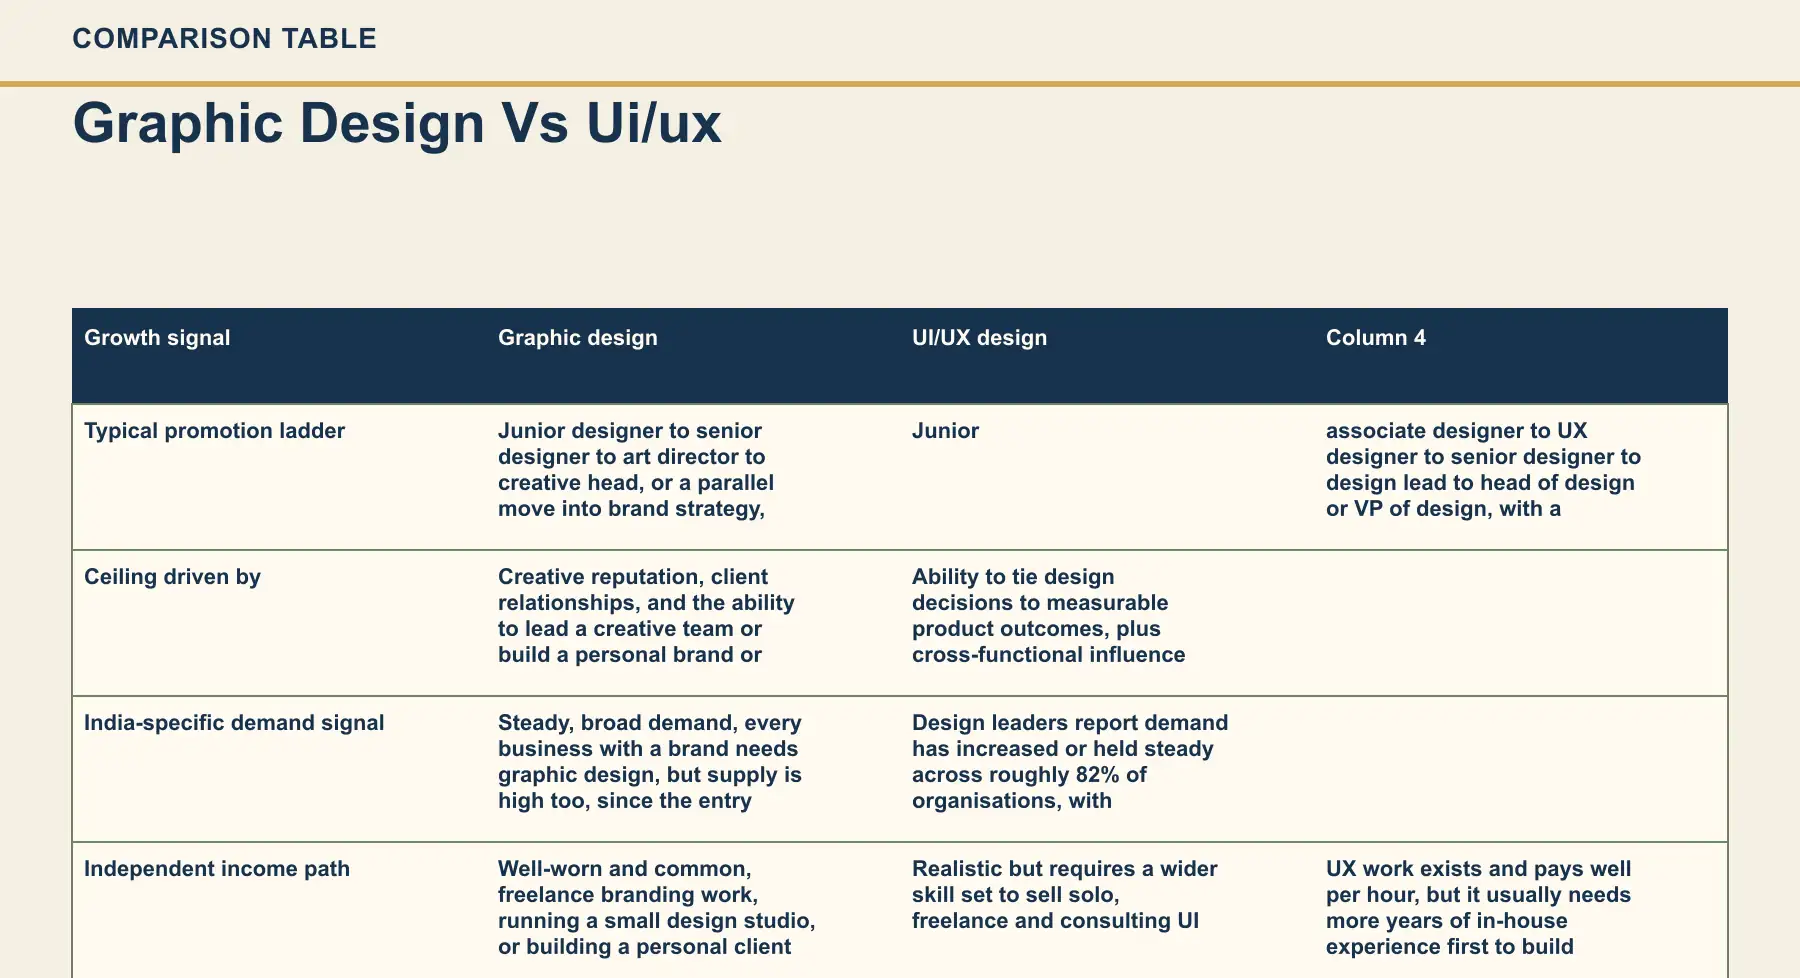 COMPARISON TABLE
Graphic Design Vs Ui/ux
Growth signal
Graphic design
UI/UX design
Column 4
Typical promotion ladder
Junior designer to senior
designer to art director to
creative head, or a parallel
move into brand strategy,
Junior
associate designer to UX
designer to senior designer to
design lead to head of design
or VP of design, with a
Ceiling driven by
Creative reputation, client
relationships, and the ability
to lead a creative team or
build a personal brand or
Ability to tie design
decisions to measurable
product outcomes, plus
cross-functional influence
India-specific demand signal
Steady, broad demand, every
business with a brand needs
graphic design, but supply is
high too, since the entry
Design leaders report demand
has increased or held steady
across roughly 82% of
organisations, with
Independent income path
Well-worn and common,
freelance branding work,
running a small design studio,
or building a personal client
Realistic but requires a wider
skill set to sell solo,
freelance and consulting UI
UX work exists and pays well
per hour, but it usually needs
more years of in-house
experience first to build